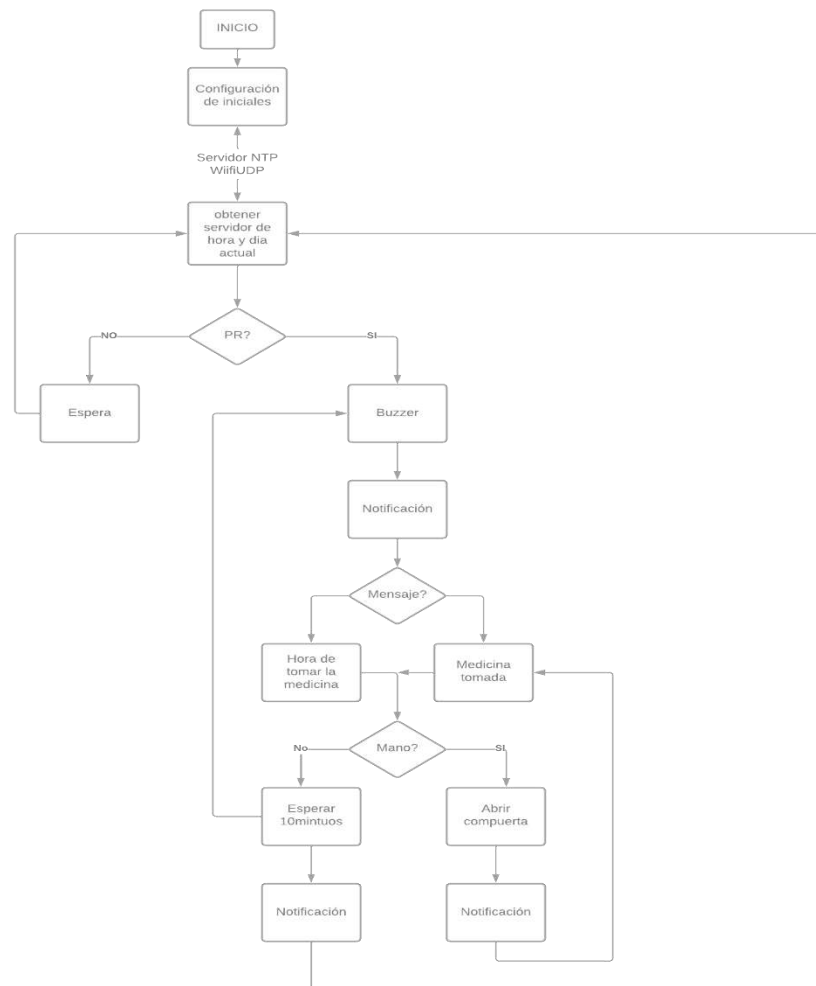 INICIO
Configuración
de iniciales
Servidor NTP
WiifiUDP
obtener
servidor de
hora y dia
actual
PR?
NO
SI
Espera
Buzzer
Notificación
Mensaje?
Hora de
tomar la
medicina
Medicina
tomada
Mano?
No
SI
Esperar
10mintuos
Abrir
compuerta
Notificación
Notificación